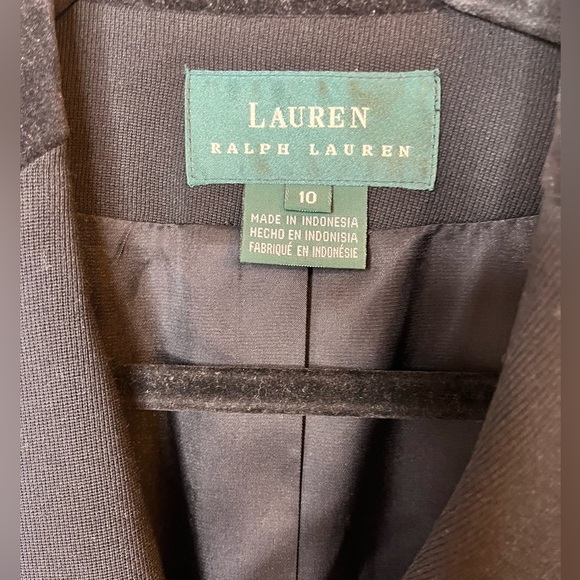 LAUREN
RALPH LAUREN
10
MADE IN INDONESIA
HECHO EN INDONISIA
FABRIQUÉ EN INDONÉSIE